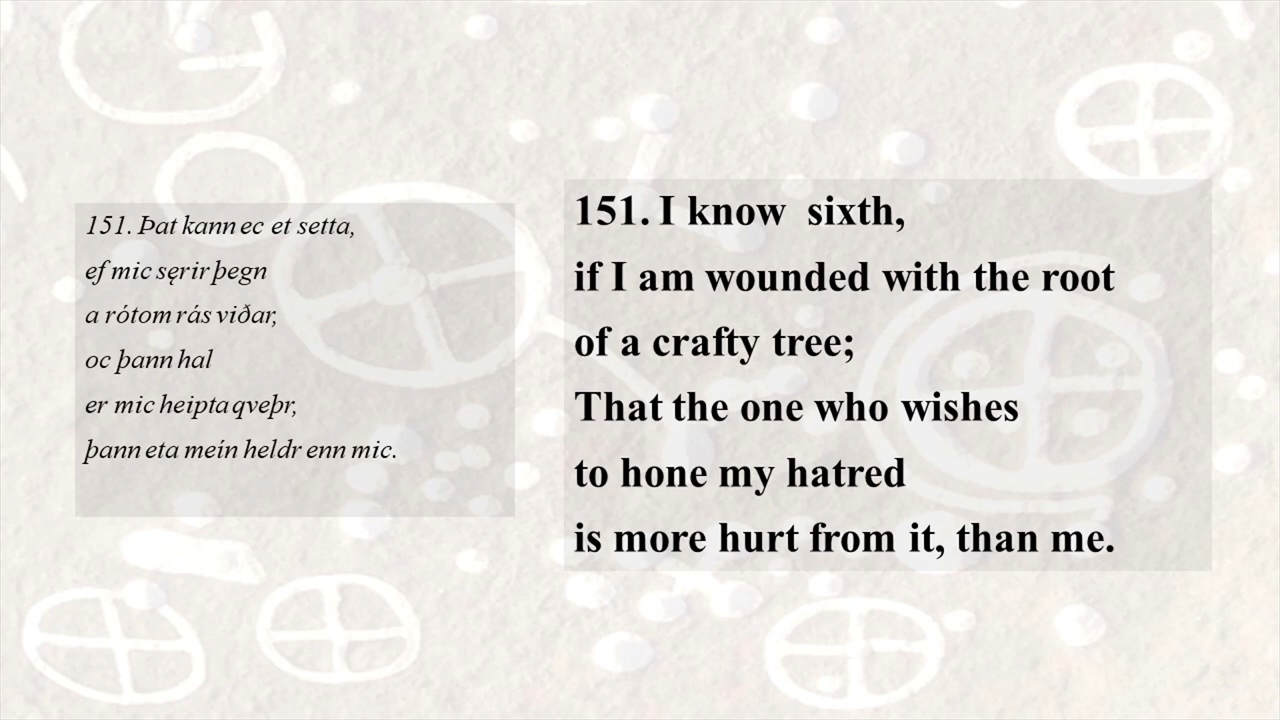 151. Þat kann ec et setta,
ef mic sęrir þegn
a rótom rás viðar,
oc þann hal
er mic heipta qveþr,
þann eta meín heldr enn mic.
151. I know  sixth,
if I am wounded with the root
of a crafty tree;
That the one who wishes
to hone my hatred
is more hurt from it, than me.